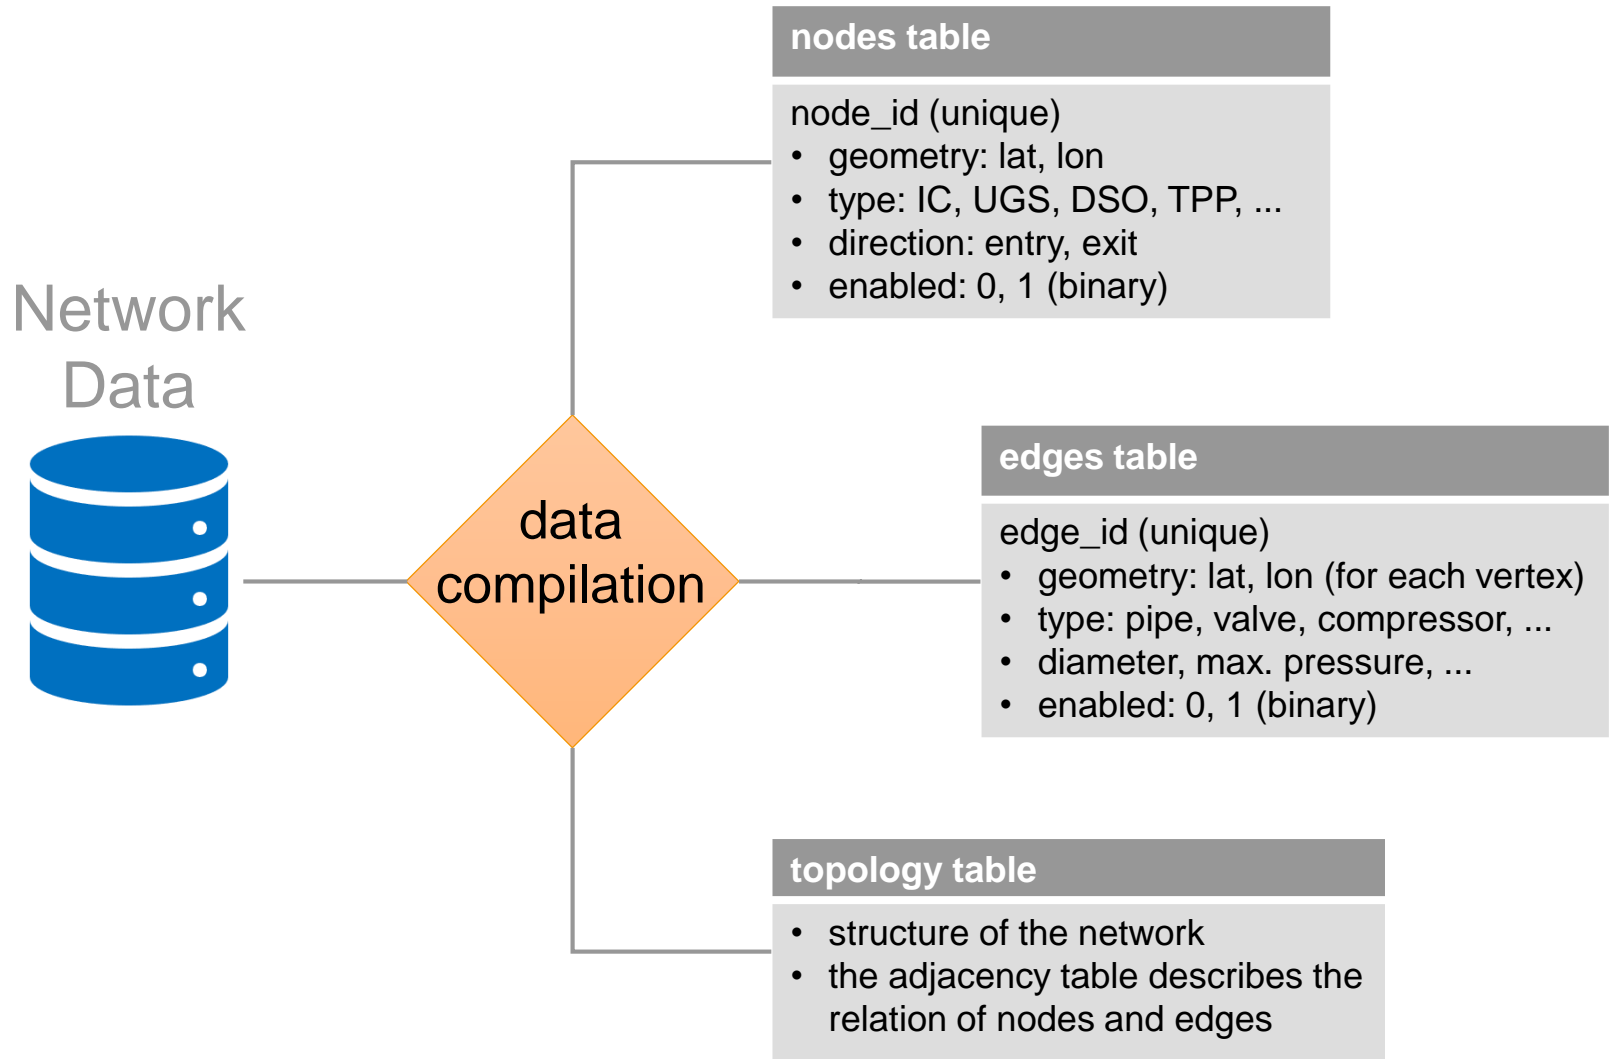 Network
Data
data
compilation
nodes table
node_id (unique)
• geometry: lat, lon
• type: IC, UGS, DSO, TPP, ...
• direction: entry, exit
• enabled: 0, 1 (binary)
edges table
edge_id (unique)
• geometry: lat, lon (for each vertex)
• type: pipe, valve, compressor, ...
• diameter, max. pressure, ...
• enabled: 0, 1 (binary)
topology table
• structure of the network
• the adjacency table describes the
relation of nodes and edges